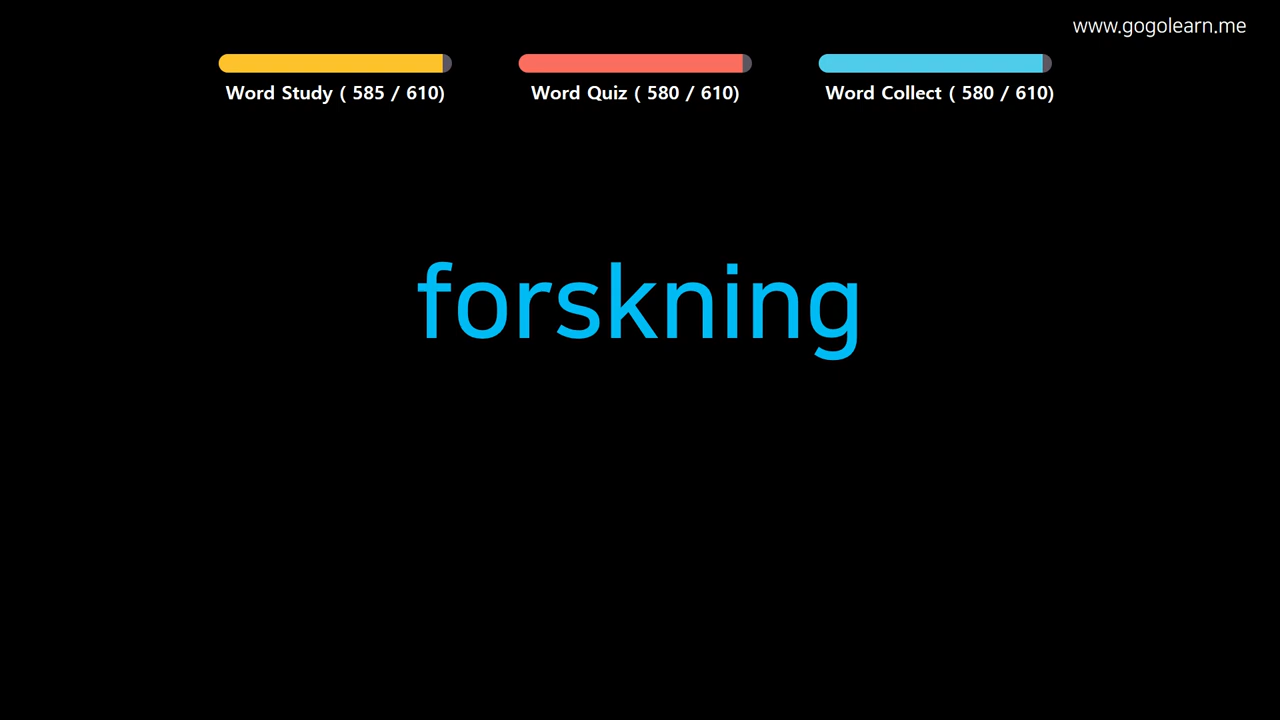 www.gogolearn.me
Word Study ( 585 / 610)
Word Quiz ( 580 / 610)
Word Collect ( 580 / 610)
forskning